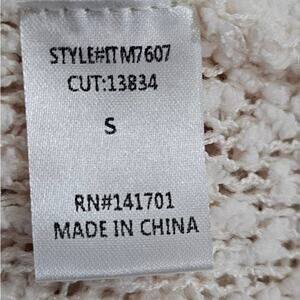 STYLE#ITM7607
CUT:13834
S
RN#141701
MADE IN CHINA